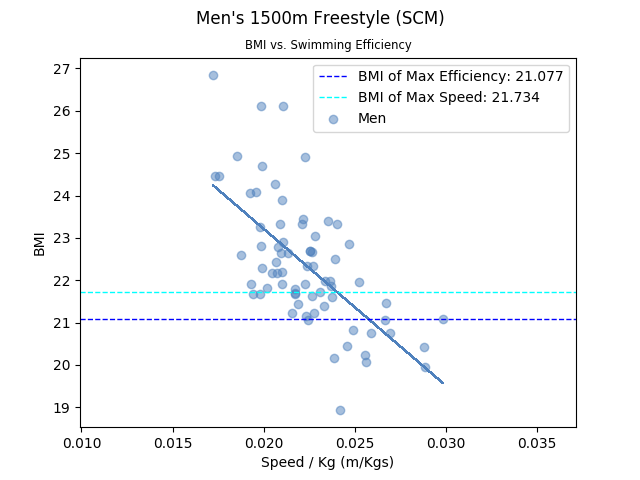 Men's 1500m Freestyle (SCM)
BMI vs. Swimming Efficiency
BMI of Max Efficiency: 21.077
BMI of Max Speed: 21.734
Men
27
26
25
24
23
22
21
20
19
BMI
0.010 0.015 0.020 0.025 0.030 0.035
Speed / Kg (m/Kgs)